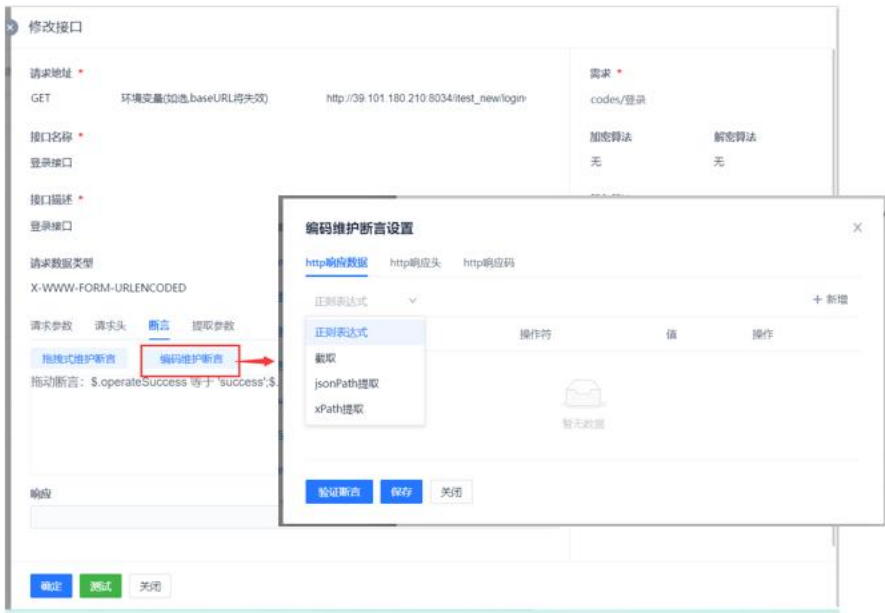 修改接口
请求地址 *
GET 环境变量(如选,baseURL将失效) http://39.101.180.210:8034/itest_new/login
需求 *
codes/登录
接口名称 *
登录接口
加密算法 解密算法
无 无
接口描述 *
登录接口
请求数据类型
X-WWW-FORM-URLENCODED
请求参数 请求头 断言 提取参数
拖拽式维护断言 编码维护断言
拖动断言：$.operateSuccess 等于 'success';$.
响应
确定 测试 关闭
编码维护断言设置
http响应数据 http响应头 http响应码
正则表达式 + 新增
操作符 值 操作
正则表达式
截取
jsonPath提取
xPath提取
暂无数据
验证断言 保存 关闭